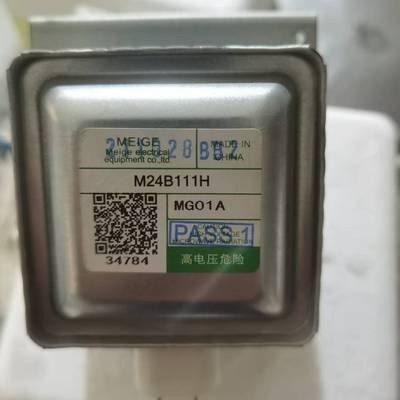 MEIGE
Meige electrical
equipment co.,ltd
MADE IN
CHINA
M24B111H
MG01A
PASS 1
34784
高电压危险